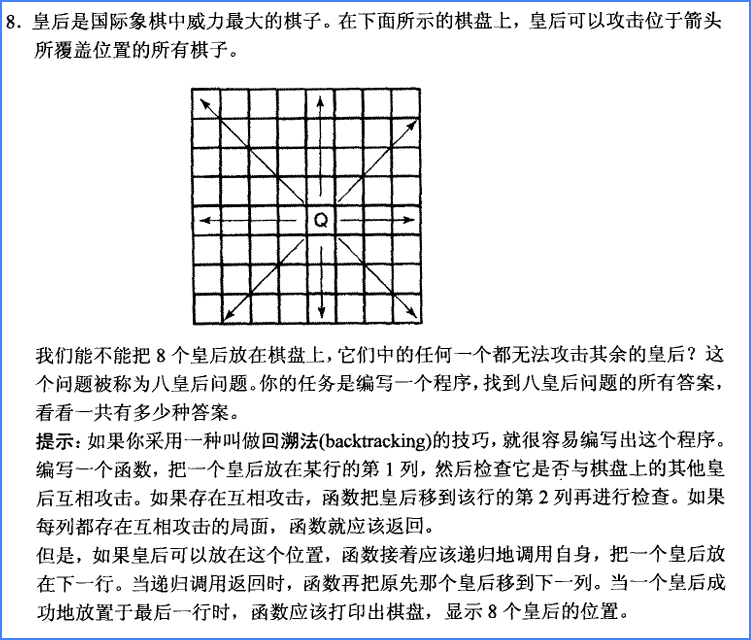 8. 皇后是国际象棋中威力最大的棋子。在下面所示的棋盘上，皇后可以攻击位于箭头
所覆盖位置的所有棋子。
Q
我们能不能把 8 个皇后放在棋盘上，它们中的任何一个都无法攻击其余的皇后？这
个问题被称为八皇后问题。你的任务是编写一个程序，找到八皇后问题的所有答案，
看看一共有多少种答案。
提示：如果你采用一种叫做回溯法(backtracking)的技巧，就很容易编写出这个程序。
编写一个函数，把一个皇后放在某行的第 1 列，然后检查它是否与棋盘上的其他皇
后互相攻击。如果存在互相攻击，函数把皇后移到该行的第 2 列再进行检查。如果
每列都存在互相攻击的局面，函数就应该返回。
但是，如果皇后可以放在这个位置，函数接着应该递归地调用自身，把一个皇后放
在下一行。当递归调用返回时，函数再把原先那个皇后移到下一列。当一个皇后成
功地放置于最后一行时，函数应该打印出棋盘，显示 8 个皇后的位置。